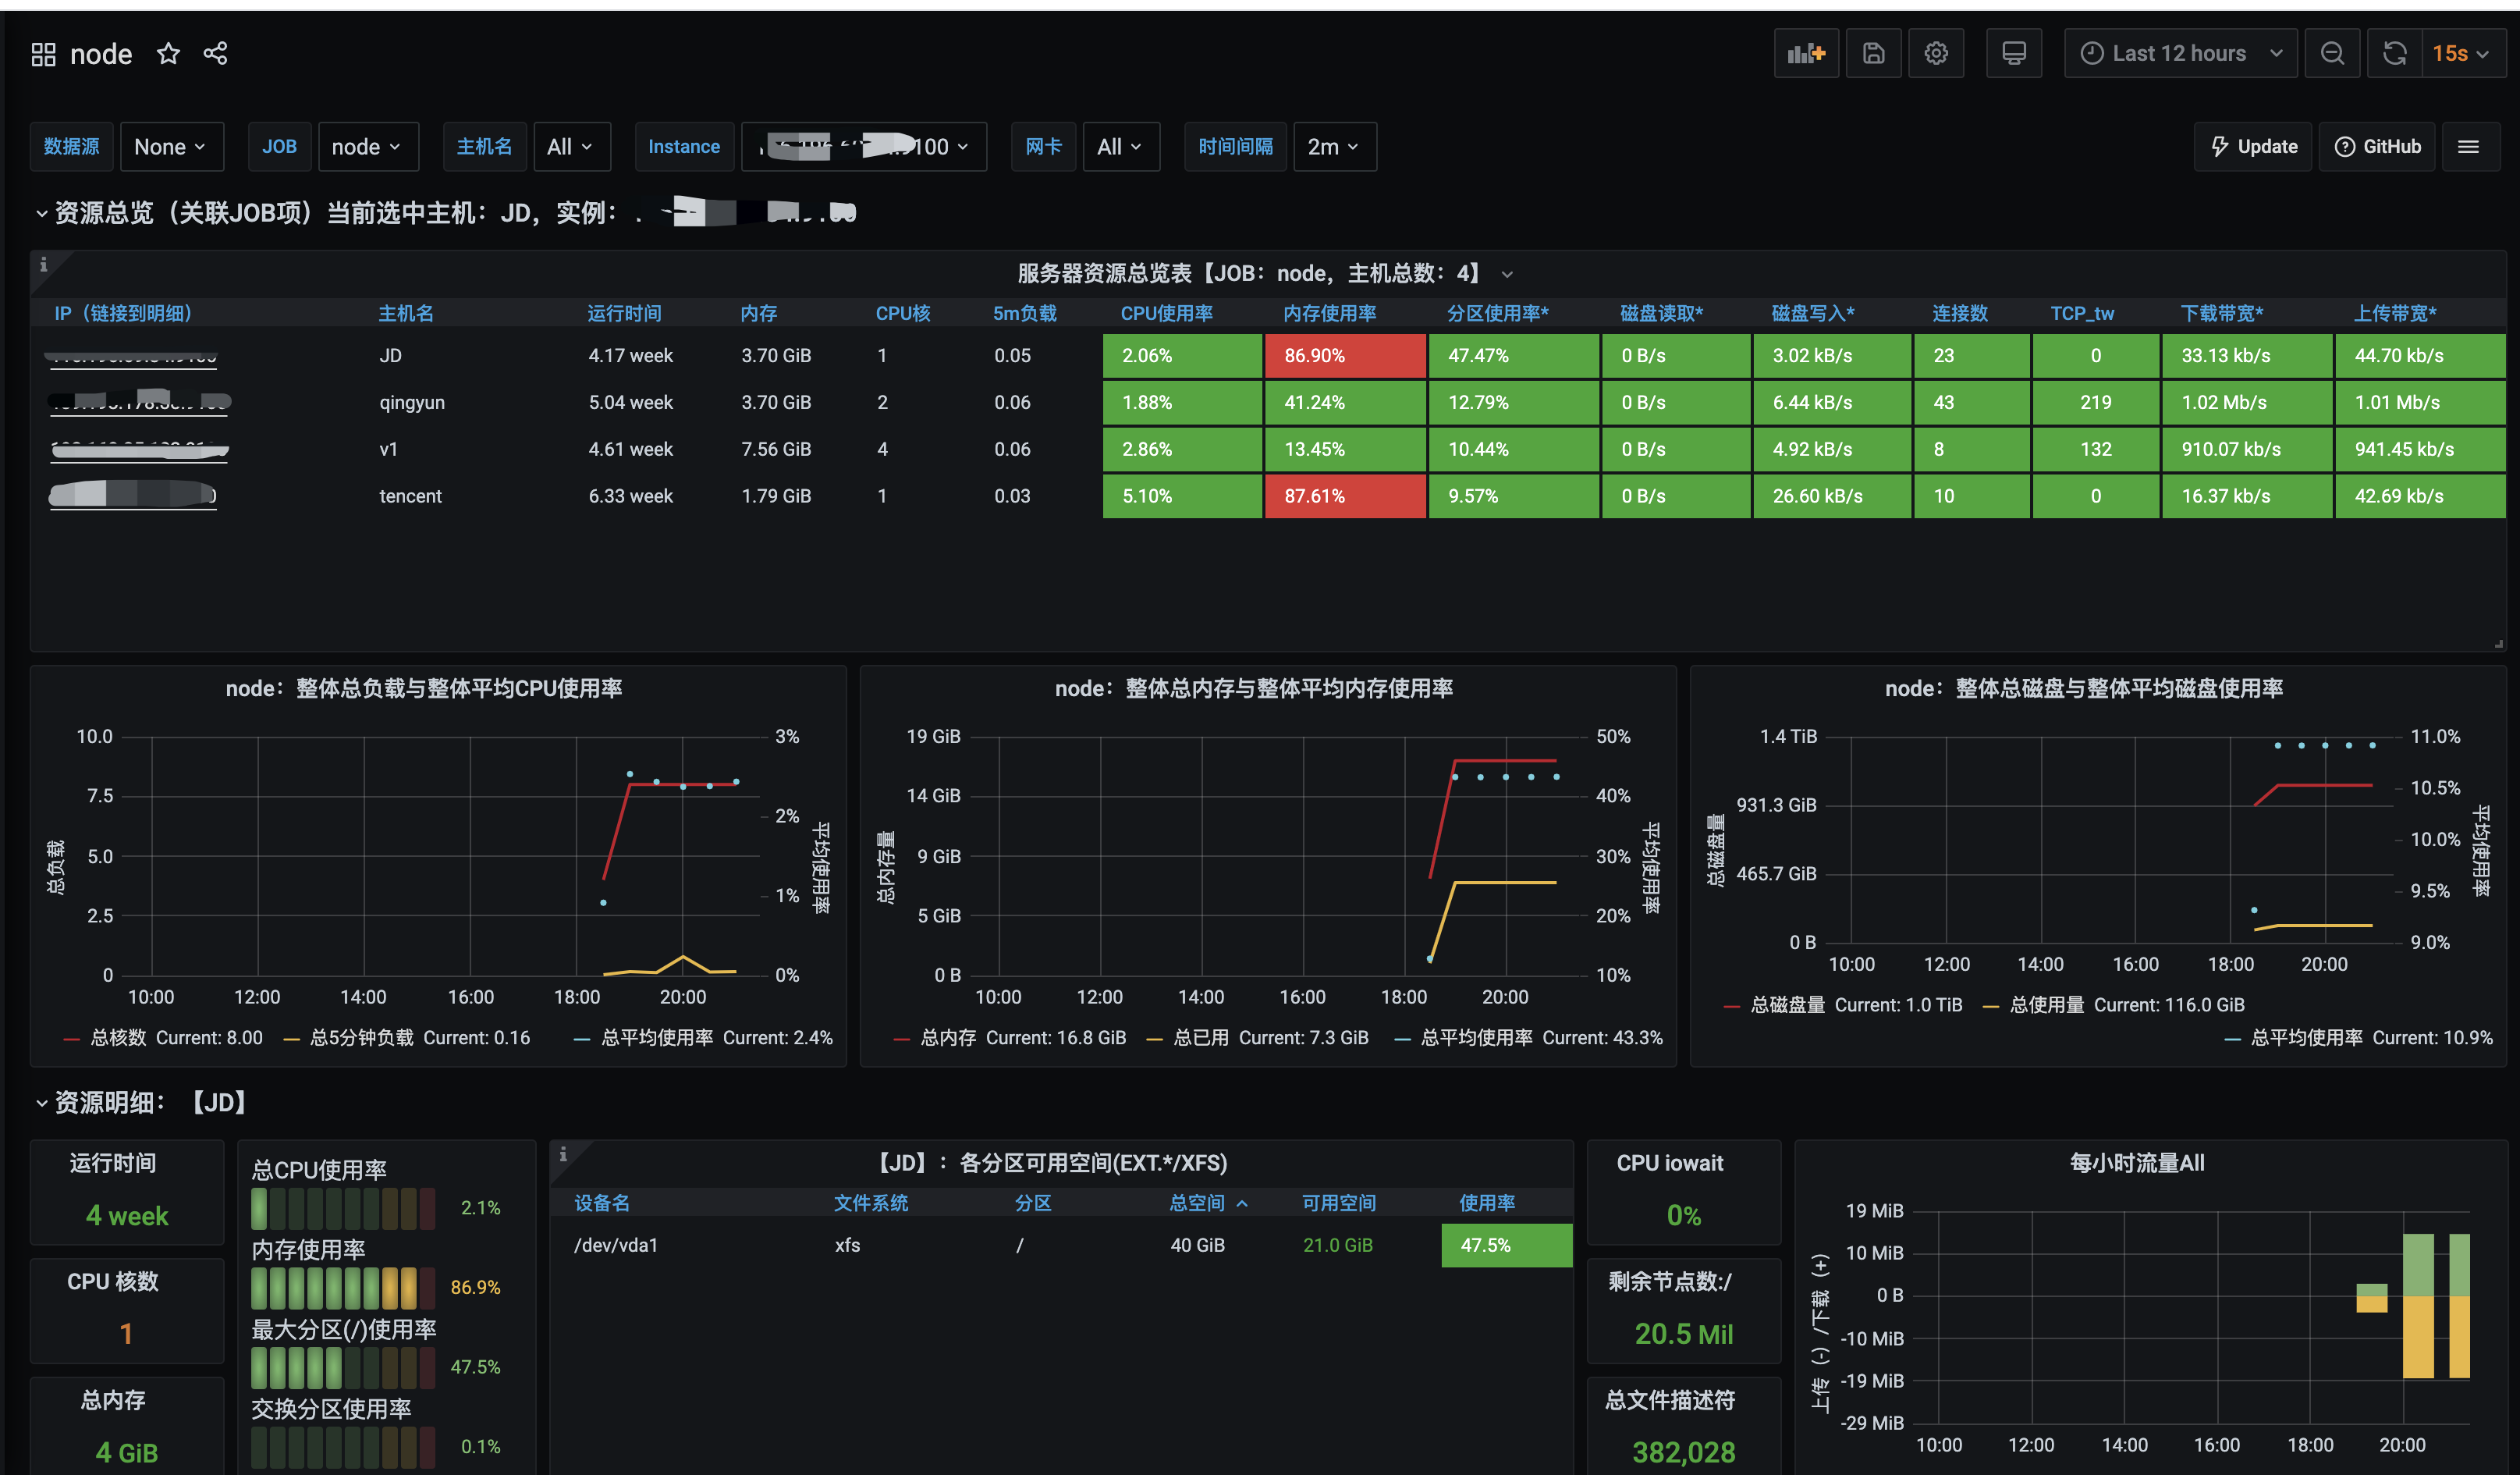 node
Last 12 hours
15s
数据源 None JOB node 主机名 All Instance 网卡 All 时间间隔 2m Update GitHub
资源总览（关联JOB项）当前选中主机：JD，实例：
服务器资源总览表【JOB：node，主机总数：4】
IP（链接到明细） 主机名 运行时间 内存 CPU核 5m负载 CPU使用率 内存使用率 分区使用率* 磁盘读取* 磁盘写入* 连接数 TCP_tw 下载带宽* 上传带宽*
JD 4.17 week 3.70 GiB 1 0.05 2.06% 86.90% 47.47% 0 B/s 3.02 kB/s 23 0 33.13 kb/s 44.70 kb/s
qingyun 5.04 week 3.70 GiB 2 0.06 1.88% 41.24% 12.79% 0 B/s 6.44 kB/s 43 219 1.02 Mb/s 1.01 Mb/s
v1 4.61 week 7.56 GiB 4 0.06 2.86% 13.45% 10.44% 0 B/s 4.92 kB/s 8 132 910.07 kb/s 941.45 kb/s
tencent 6.33 week 1.79 GiB 1 0.03 5.10% 87.61% 9.57% 0 B/s 26.60 kB/s 10 0 16.37 kb/s 42.69 kb/s
node：整体总负载与整体平均CPU使用率
10.0
7.5
5.0
2.5
0
总负载
3%
2%
1%
0%
平均使用率
10:00 12:00 14:00 16:00 18:00 20:00
总核数 Current: 8.00 总5分钟负载 Current: 0.16 总平均使用率 Current: 2.4%
node：整体总内存与整体平均内存使用率
19 GiB
14 GiB
9 GiB
5 GiB
0 B
总内存量
50%
40%
30%
20%
10%
平均使用率
10:00 12:00 14:00 16:00 18:00 20:00
总内存 Current: 16.8 GiB 总已用 Current: 7.3 GiB 总平均使用率 Current: 43.3%
node：整体总磁盘与整体平均磁盘使用率
1.4 TiB
931.3 GiB
465.7 GiB
0 B
总磁盘量
11.0%
10.5%
10.0%
9.5%
9.0%
平均使用率
10:00 12:00 14:00 16:00 18:00 20:00
总磁盘量 Current: 1.0 TiB 总使用量 Current: 116.0 GiB
总平均使用率 Current: 10.9%
资源明细：【JD】
运行时间
4 week
CPU 核数
1
总内存
4 GiB
总CPU使用率
2.1%
内存使用率
86.9%
最大分区(/)使用率
47.5%
交换分区使用率
0.1%
【JD】：各分区可用空间(EXT.*/XFS)
设备名 文件系统 分区 总空间 可用空间 使用率
/dev/vda1 xfs / 40 GiB 21.0 GiB 47.5%
CPU iowait
0%
剩余节点数:/
20.5 Mil
总文件描述符
382,028
每小时流量All
19 MiB
10 MiB
0 B
-10 MiB
-19 MiB
-29 MiB
上传（-）/下载（+）
10:00 12:00 14:00 16:00 18:00 20:00